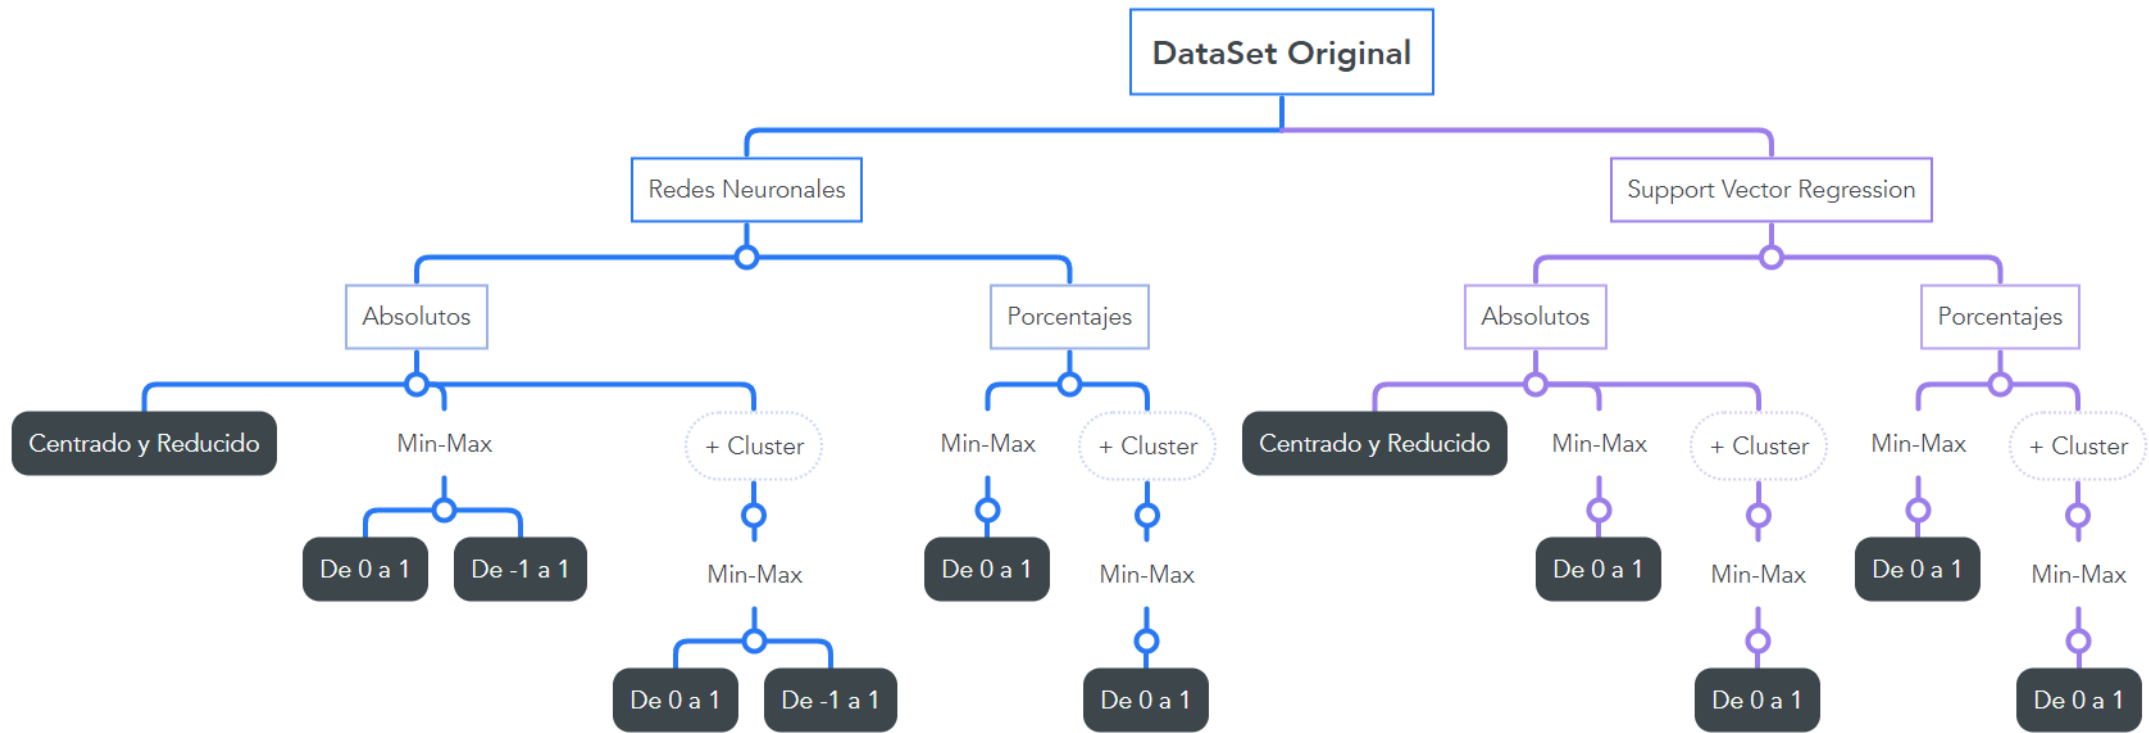 DataSet Original
Redes Neuronales
Support Vector Regression
Absolutos
Porcentajes
Absolutos
Porcentajes
Centrado y Reducido
Min-Max
+ Cluster
Min-Max
+ Cluster
Centrado y Reducido
Min-Max
+ Cluster
Min-Max
+ Cluster
De 0 a 1
De -1 a 1
Min-Max
De 0 a 1
Min-Max
De 0 a 1
Min-Max
De 0 a 1
Min-Max
De 0 a 1
De -1 a 1
De 0 a 1
De 0 a 1
De 0 a 1